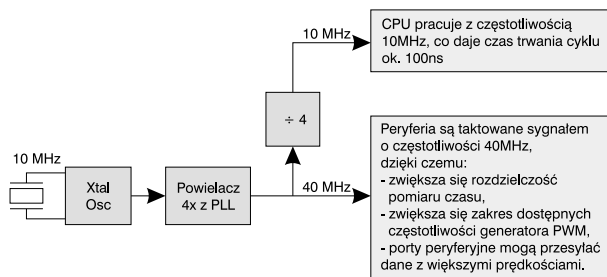 10 MHz
CPU pracuje z częstotliwością
10MHz, co daje czas trwania cyklu
ok. 100ns
÷ 4
10 MHz
Xtal
Osc
Powielacz
4x z PLL
40 MHz
Peryferia są taktowane sygnałem
o częstotliwości 40MHz,
dzięki czemu:
- zwiększa się rozdzielczość
pomiaru czasu,
- zwiększa się zakres dostępnych
częstotliwości generatora PWM,
- porty peryferyjne mogą przesyłać
dane z większymi prędkościami.